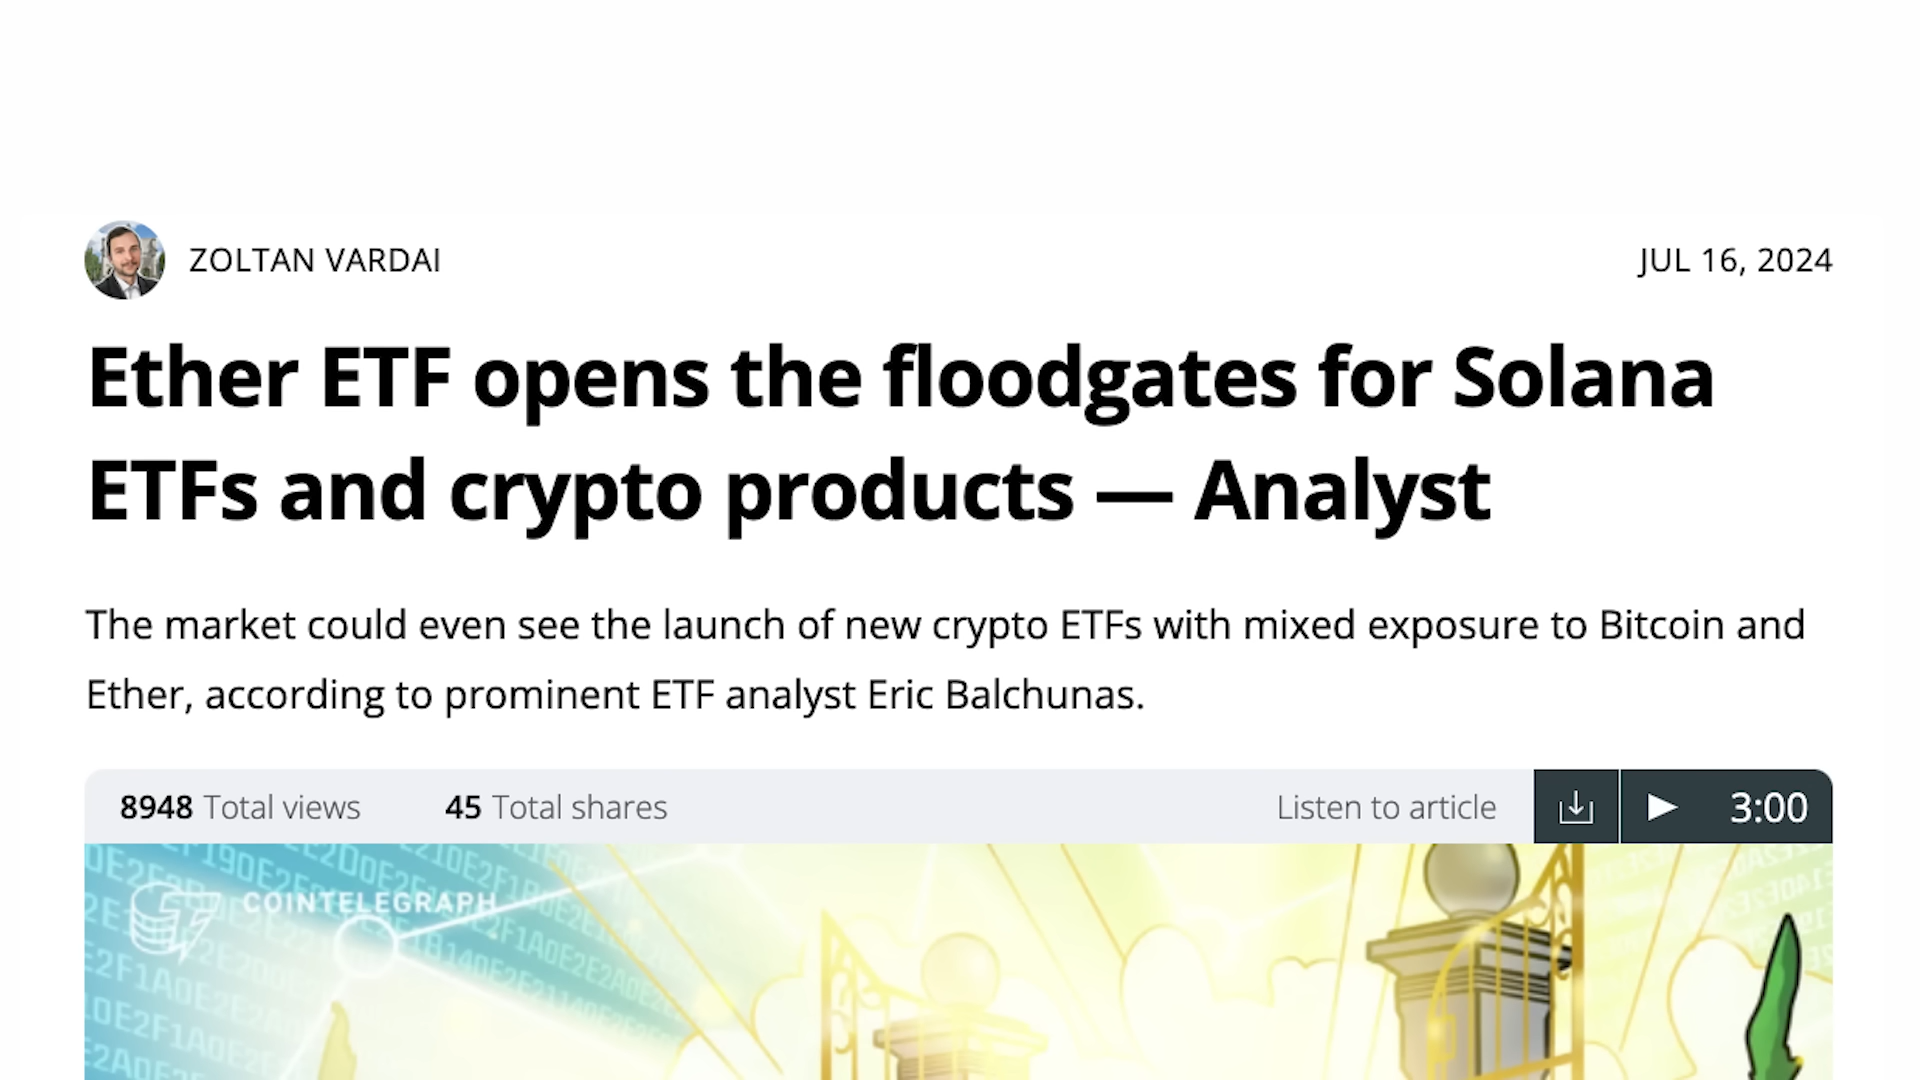 ZOLTAN VARDAI
JUL 16, 2024
Ether ETF opens the floodgates for Solana
ETFs and crypto products — Analyst
The market could even see the launch of new crypto ETFs with mixed exposure to Bitcoin and
Ether, according to prominent ETF analyst Eric Balchunas.
8948 Total views
45 Total shares
Listen to article
3:00
COINTELEGRAPH